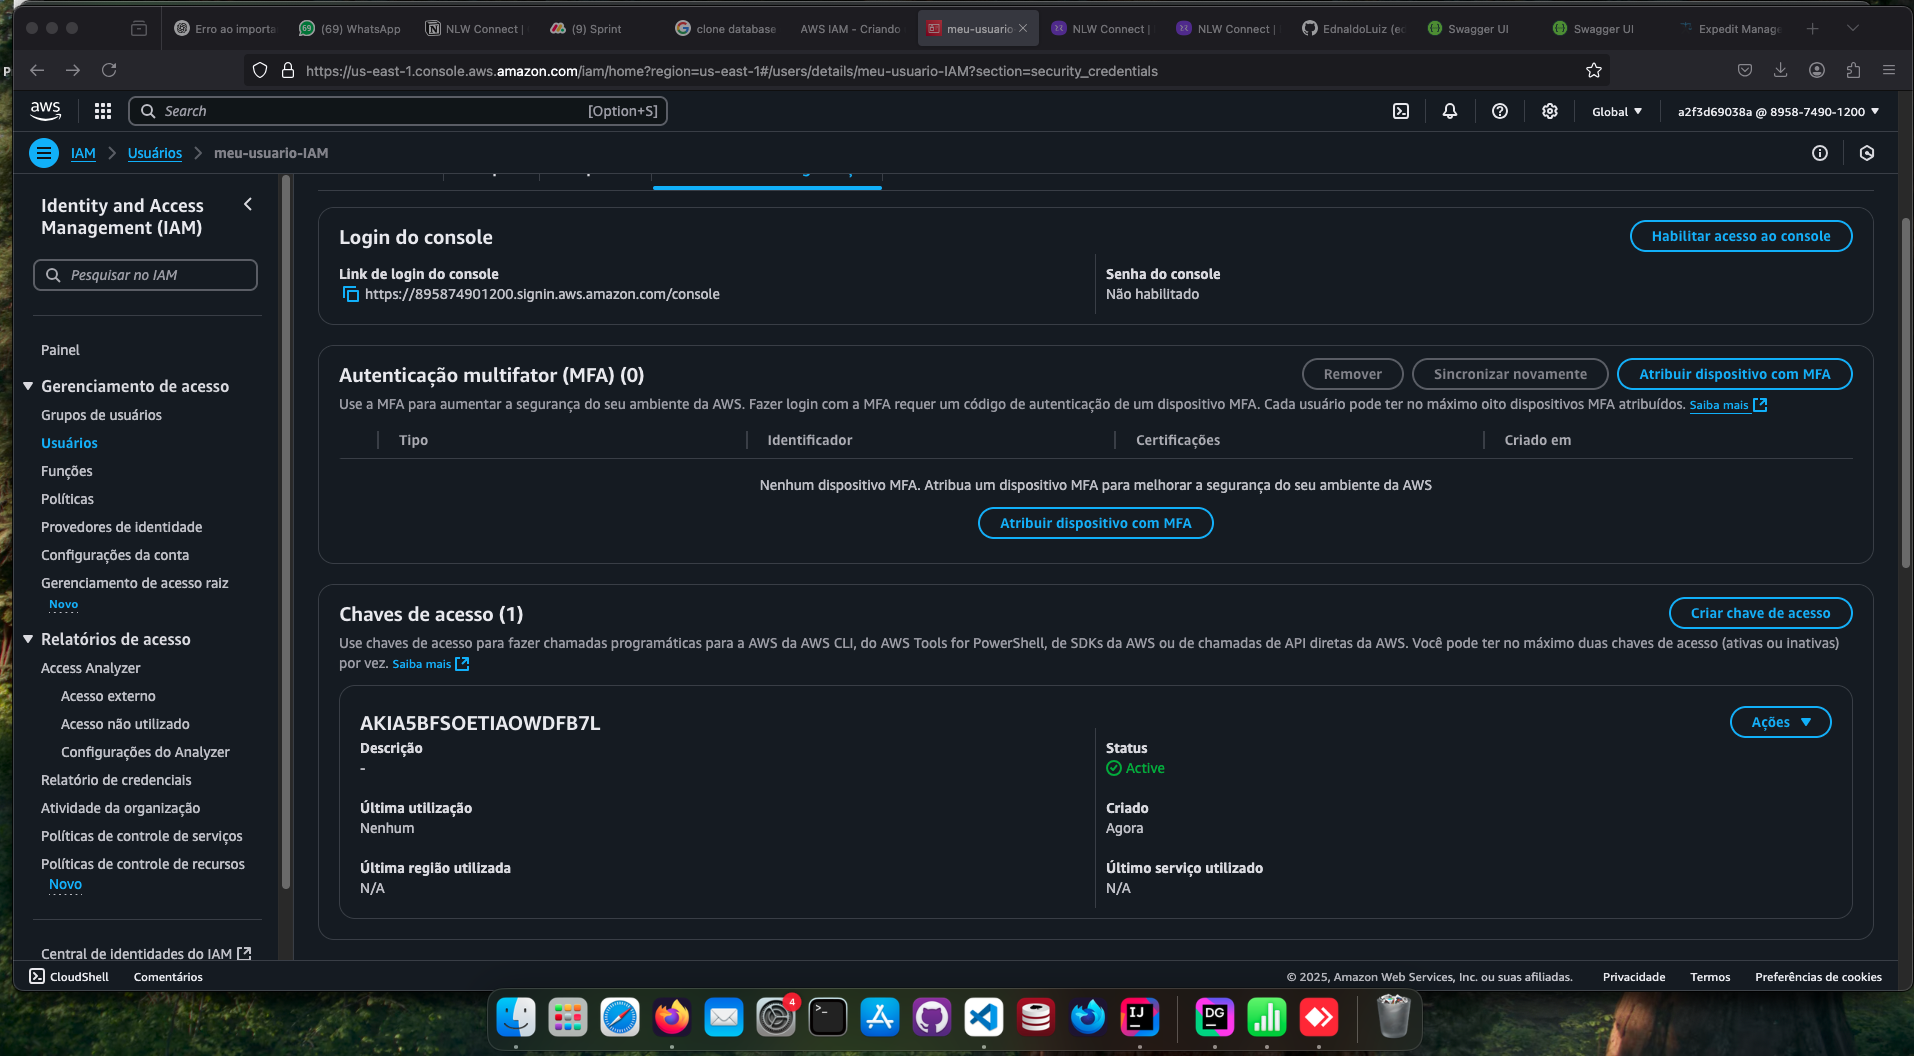 Erro ao importa
(69) WhatsApp
NLW Connect |
(9) Sprint
clone database
AWS IAM - Criando
meu-usuario
NLW Connect |
NLW Connect |
EdnaldoLuiz (ed
Swagger UI
Swagger UI
Expedit Manage
https://us-east-1.console.aws.amazon.com/iam/home?region=us-east-1#/users/details/meu-usuario-IAM?section=security_credentials
aws
Search
[Option+S]
Global
a2f3d69038a @ 8958-7490-1200
IAM
Usuários
meu-usuario-IAM
Identity and Access
Management (IAM)
Pesquisar no IAM
Painel
Gerenciamento de acesso
Grupos de usuários
Usuários
Funções
Políticas
Provedores de identidade
Configurações da conta
Gerenciamento de acesso raiz
Novo
Relatórios de acesso
Access Analyzer
Acesso externo
Acesso não utilizado
Configurações do Analyzer
Relatório de credenciais
Atividade da organização
Políticas de controle de serviços
Políticas de controle de recursos
Novo
Central de identidades do IAM
Login do console
Habilitar acesso ao console
Link de login do console
https://895874901200.signin.aws.amazon.com/console
Senha do console
Não habilitado
Autenticação multifator (MFA) (0)
Remover
Sincronizar novamente
Atribuir dispositivo com MFA
Use a MFA para aumentar a segurança do seu ambiente da AWS. Fazer login com a MFA requer um código de autenticação de um dispositivo MFA. Cada usuário pode ter no máximo oito dispositivos MFA atribuídos. Saiba mais
Tipo
Identificador
Certificações
Criado em
Nenhum dispositivo MFA. Atribua um dispositivo MFA para melhorar a segurança do seu ambiente da AWS
Atribuir dispositivo com MFA
Chaves de acesso (1)
Criar chave de acesso
Use chaves de acesso para fazer chamadas programáticas para a AWS da AWS CLI, do AWS Tools for PowerShell, de SDKs da AWS ou de chamadas de API diretas da AWS. Você pode ter no máximo duas chaves de acesso (ativas ou inativas)
por vez. Saiba mais
AKIA5BFSOETIAOWDFB7L
Ações
Descrição
-
Status
Active
Última utilização
Nenhum
Criado
Agora
Última região utilizada
N/A
Último serviço utilizado
N/A
CloudShell
Comentários
© 2025, Amazon Web Services, Inc. ou suas afiliadas.
Privacidade
Termos
Preferências de cookies
4
IJ
DG